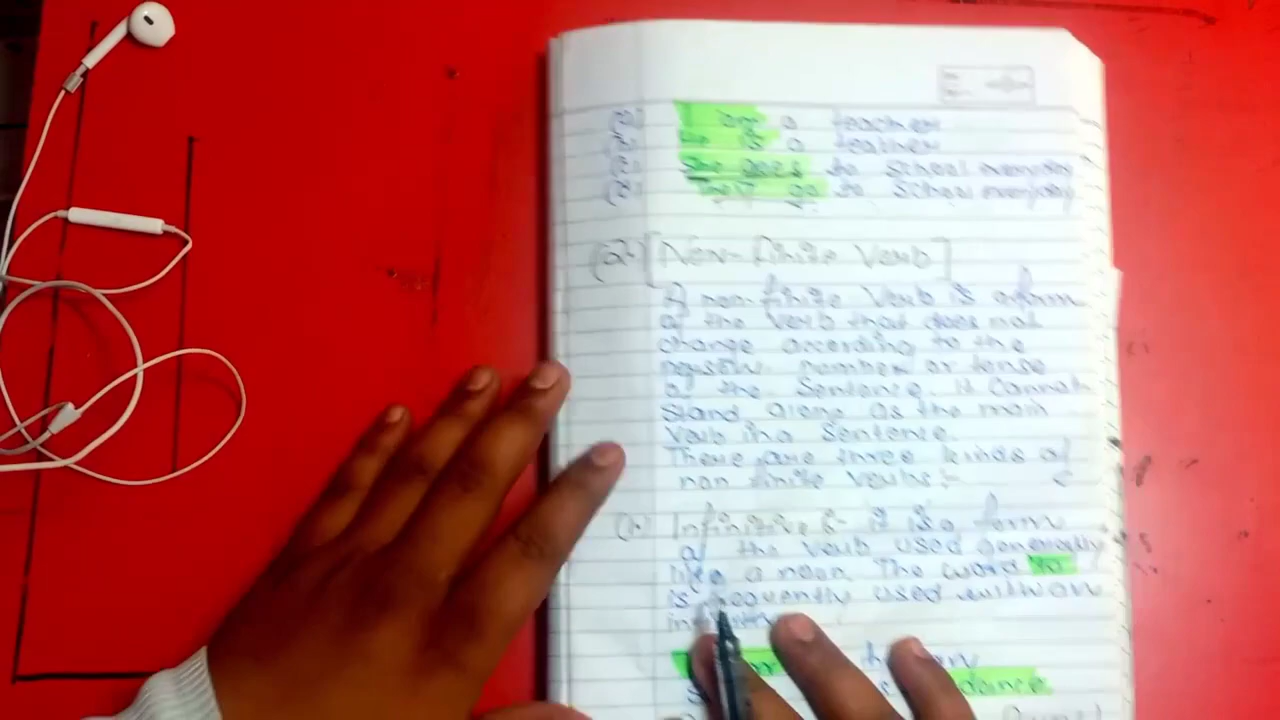 (a) I am a teacher
(b) He is a teacher
(c) She goes to school everyday
(d) They go to school everyday
(2.) [Non-finite Verb]
A non-finite Verb is a form
of the verb that does not
change according to the
person, number or tense
of the Sentence. it cannot
stand alone as the main
Verb in a Sentence.
There are three kinds of
non finite Verbs:-
Infinitive:- it is a form
of the verb used generally
like a noun. The word to
is frequently used with an
dance